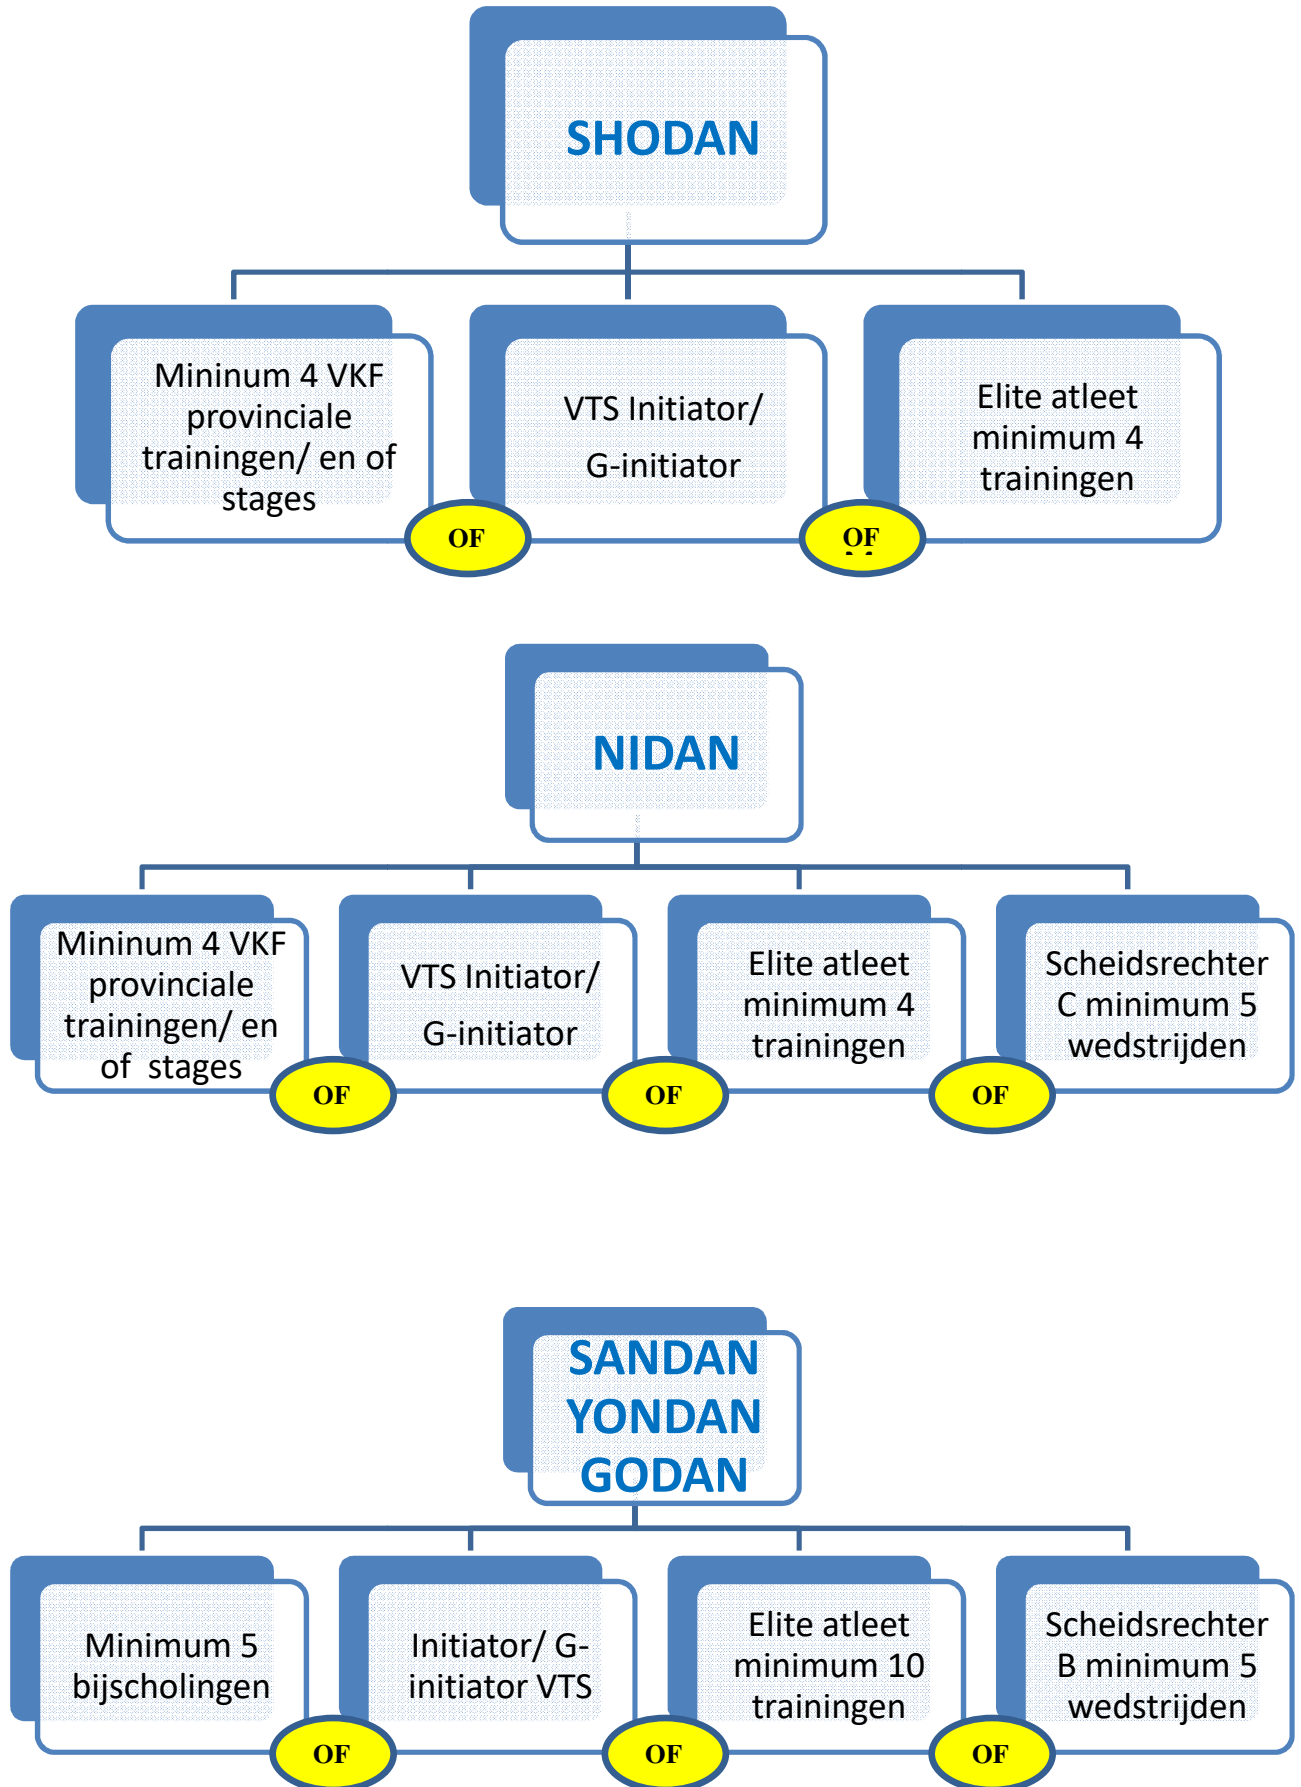 SHODAN
Mininum 4 VKF
provinciale
trainingen/ en of
stages
VTS Initiator/
G-initiator
Elite atleet
minimum 4
trainingen
OF
OF
NIDAN
Mininum 4 VKF
provinciale
trainingen/ en
of stages
VTS Initiator/
G-initiator
Elite atleet
minimum 4
trainingen
Scheidsrechter
C minimum 5
wedstrijden
OF
OF
OF
SANDAN
YONDAN
GODAN
Minimum 5
bijscholingen
Initiator/ G-
initiator VTS
Elite atleet
minimum 10
trainingen
Scheidsrechter
B minimum 5
wedstrijden
OF
OF
OF